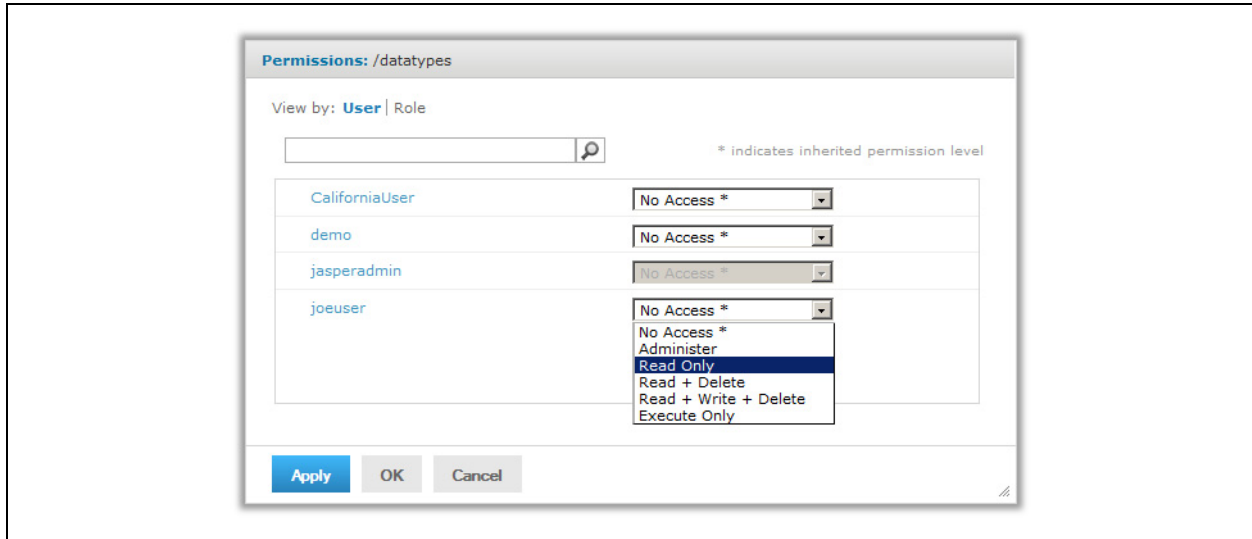 Permissions: /datatypes
View by: User | Role
* indicates inherited permission level
CaliforniaUser No Access *
demo No Access *
jasperadmin No Access *
joeuser No Access *
No Access *
Administer
Read Only
Read + Delete
Read + Write + Delete
Execute Only
Apply OK Cancel